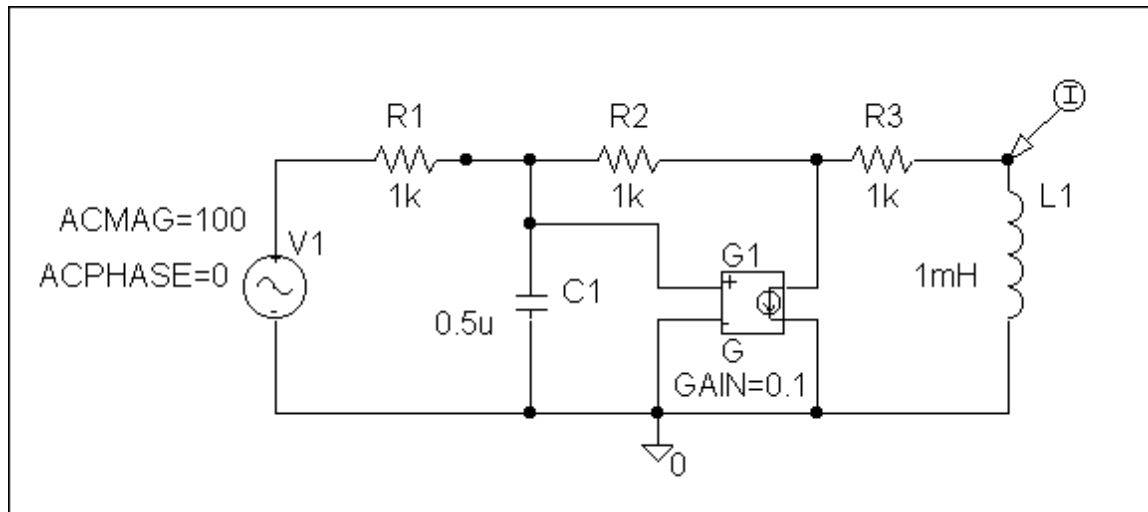 I
R1
R2
R3
1k
1k
1k
L1
ACMAG=100
V1
ACPHASE=0
G1
C1
1mH
0.5u
G
GAIN=0.1
0